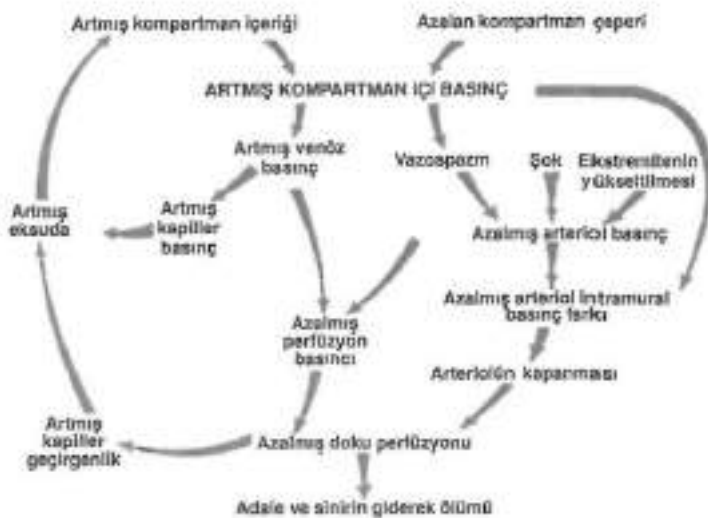 Artmış kompartman içeriği
Azalan kompartman çeperi
ARTMIŞ KOMPARTMAN İÇİ BASINÇ
Artmış venöz
basınç
Vazospazm
Şok
Ekstremitenin
yükseltilmesi
Artmış
eksuda
Artmış
kapiller
basınç
Azalmış arteriol basınç
Azalmış arteriol intramural
basınç farkı
Azalmış
perfüzyon
basıncı
Arteriolün kapanması
Artmış
kapiller
geçirgenlik
Azalmış doku perfüzyonu
Adale ve sinirin giderek ölümü